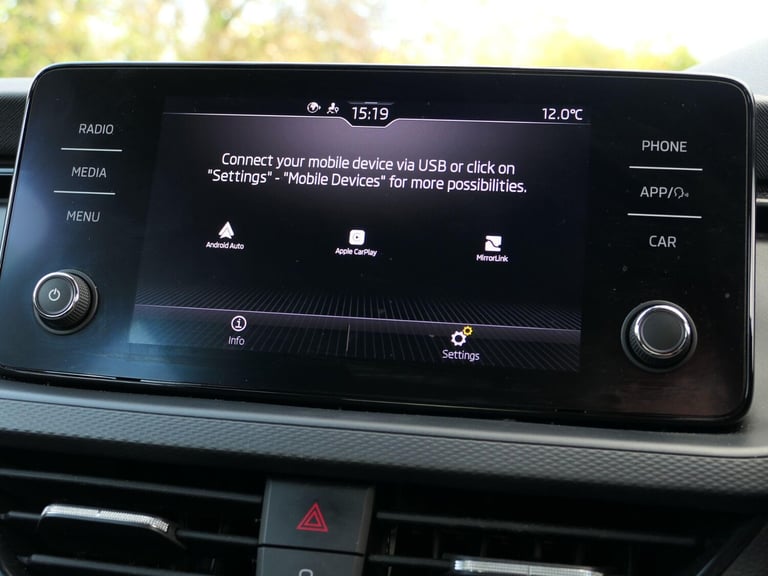 15:19
12.0°C
RADIO
MEDIA
MENU
Connect your mobile device via USB or click on
"Settings" - "Mobile Devices" for more possibilities.
Android Auto
Apple CarPlay
MirrorLink
Info
Settings
PHONE
APP/
CAR